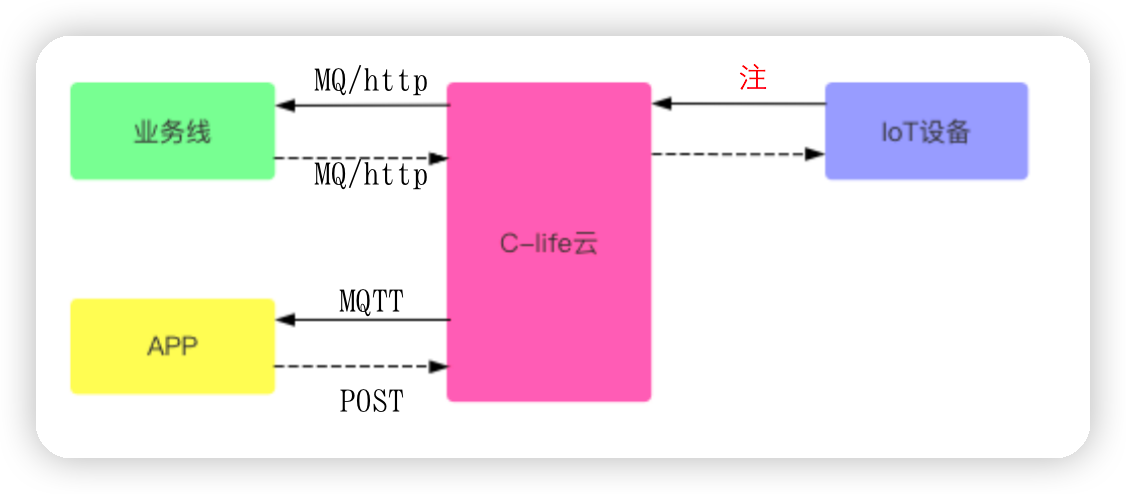 MQ/http
注
业务线
IoT设备
MQ/http
C-life云
MQTT
APP
POST